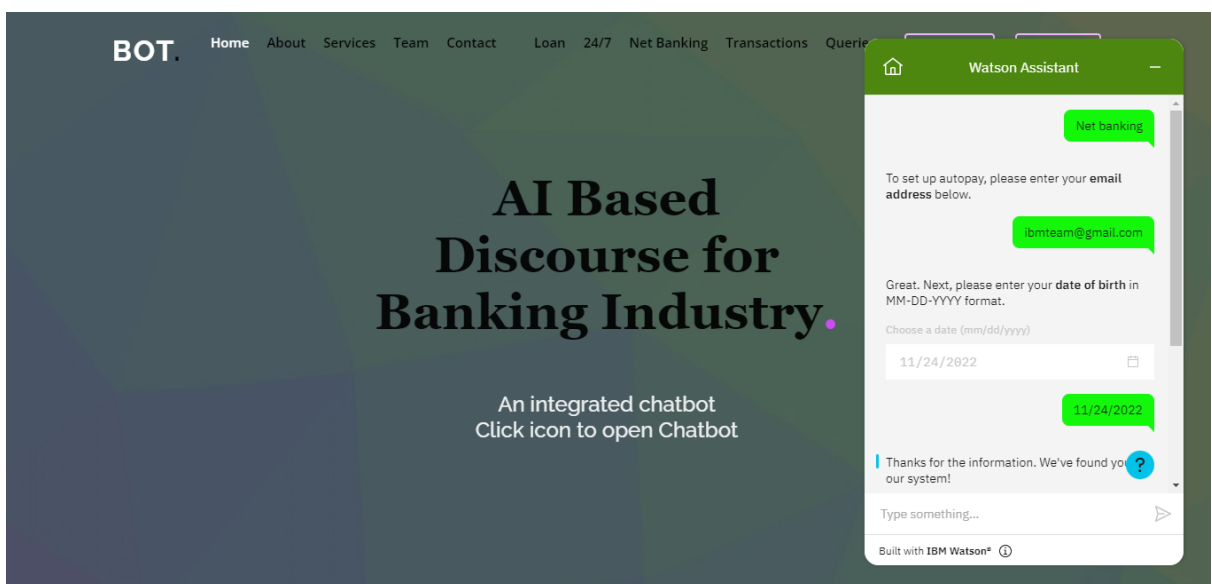 BOT.
Home About Services Team Contact Loan 24/7 Net Banking Transactions
AI Based
Discourse for
Banking Industry.
An integrated chatbot
Click icon to open Chatbot
Watson Assistant
Net banking
To set up autopay, please enter your email
address below.
ibmteam@gmail.com
Great. Next, please enter your date of birth in
MM-DD-YYYY format.
Choose a date (mm/dd/yyyy)
11/24/2022
11/24/2022
Thanks for the information. We've found
?
our system!
Type something...
Built with IBM Watson®